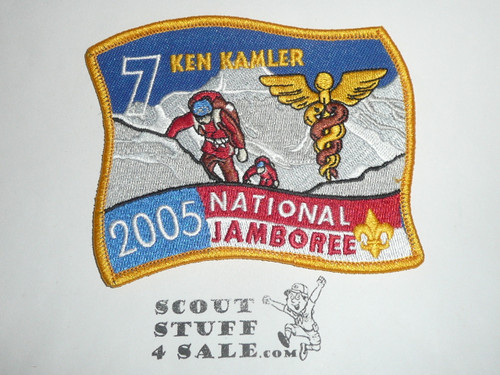 7 KEN KAMLER
2005 NATIONAL
JAMBOREE
SCOUT
STUFF
4 SALE.com